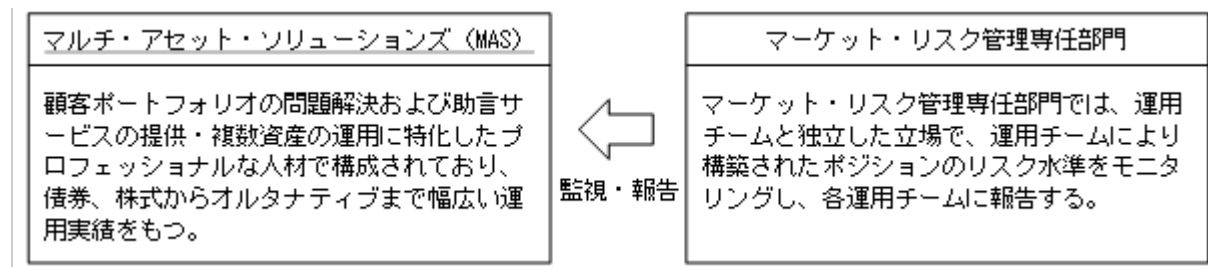 マルチ・アセット・ソリューションズ（MAS）
顧客ポートフォリオの問題解決および助言サ
ービスの提供・複数資産の運用に特化したプ
ロフェッショナルな人材で構成されており、
債券、株式からオルタナティブまで幅広い運
用実績をもつ。
監視・報告
マーケット・リスク管理専任部門
マーケット・リスク管理専任部門では、運用
チームと独立した立場で、運用チームにより
構築されたポジションのリスク水準をモニタ
リングし、各運用チームに報告する。